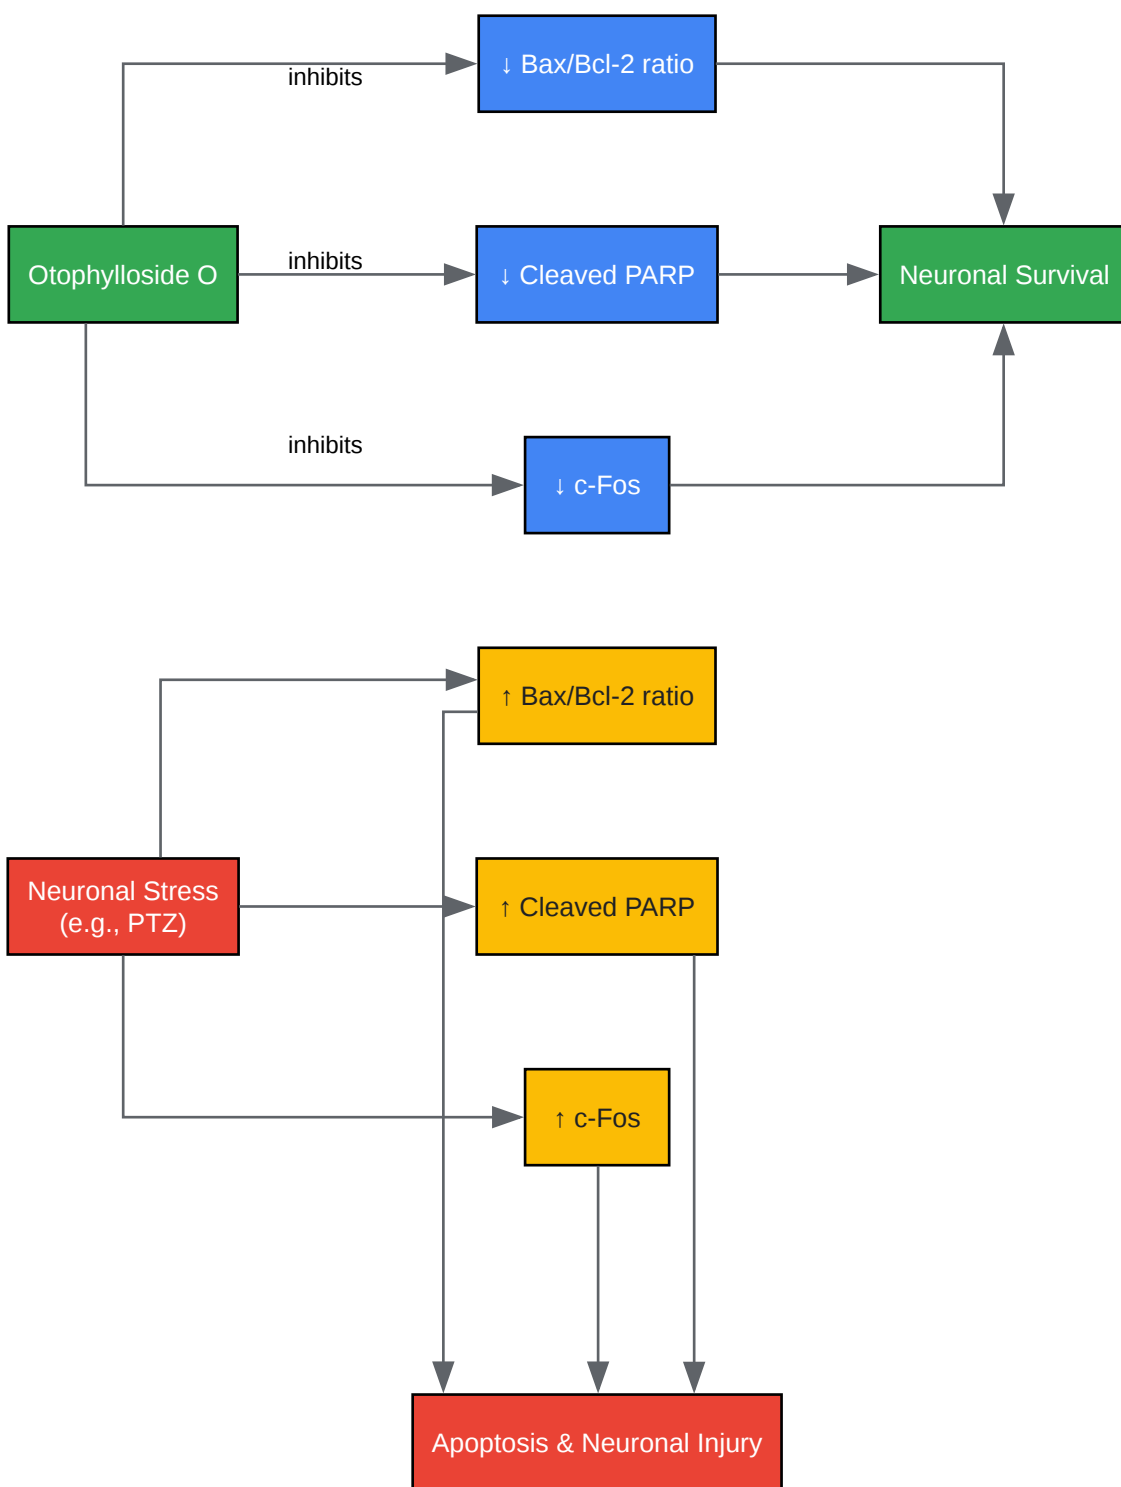 ↓ Bax/Bcl-2 ratio
inhibits
Otophylloside O
inhibits
↓ Cleaved PARP
Neuronal Survival
inhibits
↓ c-Fos
↑ Bax/Bcl-2 ratio
Neuronal Stress
(e.g., PTZ)
↑ Cleaved PARP
↑ c-Fos
Apoptosis & Neuronal Injury